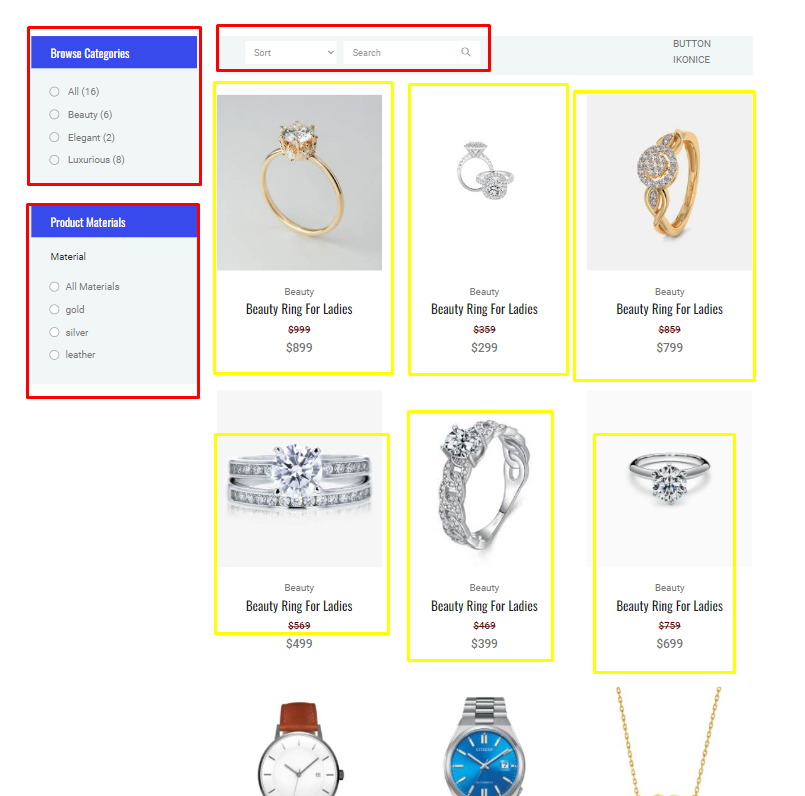 Browse Categories
All (16)
Beauty (6)
Elegant (2)
Luxurious (8)
Product Materials
Material
All Materials
gold
silver
leather
Sort
Search
BUTTON
IKONICE
Beauty
Beauty Ring For Ladies
$999
$899
Beauty
Beauty Ring For Ladies
$359
$299
Beauty
Beauty Ring For Ladies
$859
$799
Beauty
Beauty Ring For Ladies
$569
$499
Beauty
Beauty Ring For Ladies
$469
$399
Beauty
Beauty Ring For Ladies
$759
$699
CITIZEN